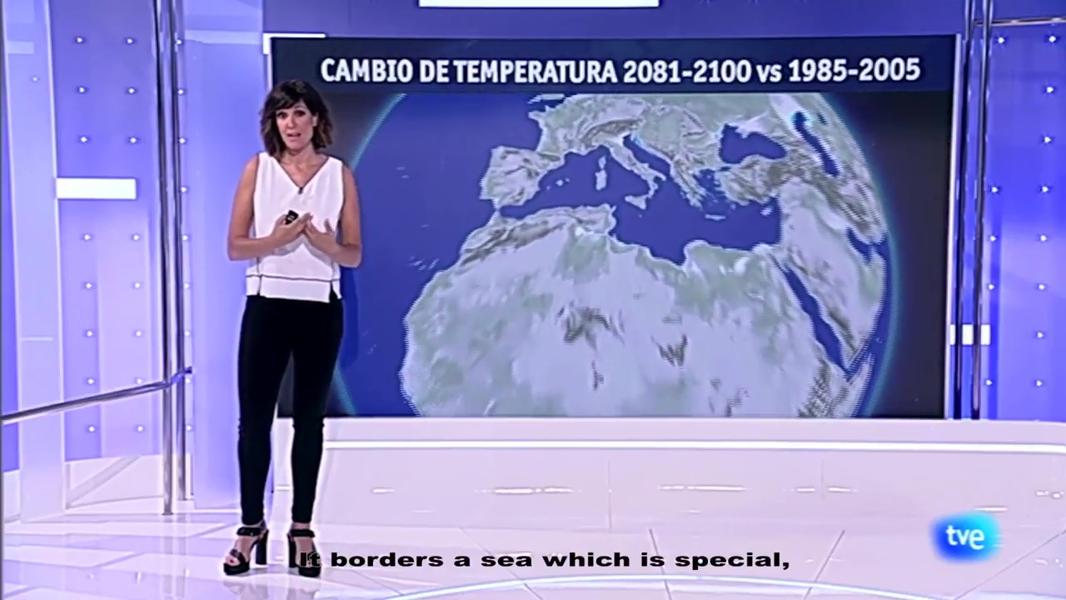 CAMBIO DE TEMPERATURA 2081-2100 vs 1985-2005
tve
It borders a sea which is special,